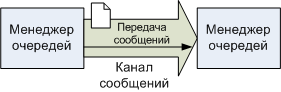 Менеджер
очередей
Передача
сообщений
Канал
сообщений
Менеджер
очередей